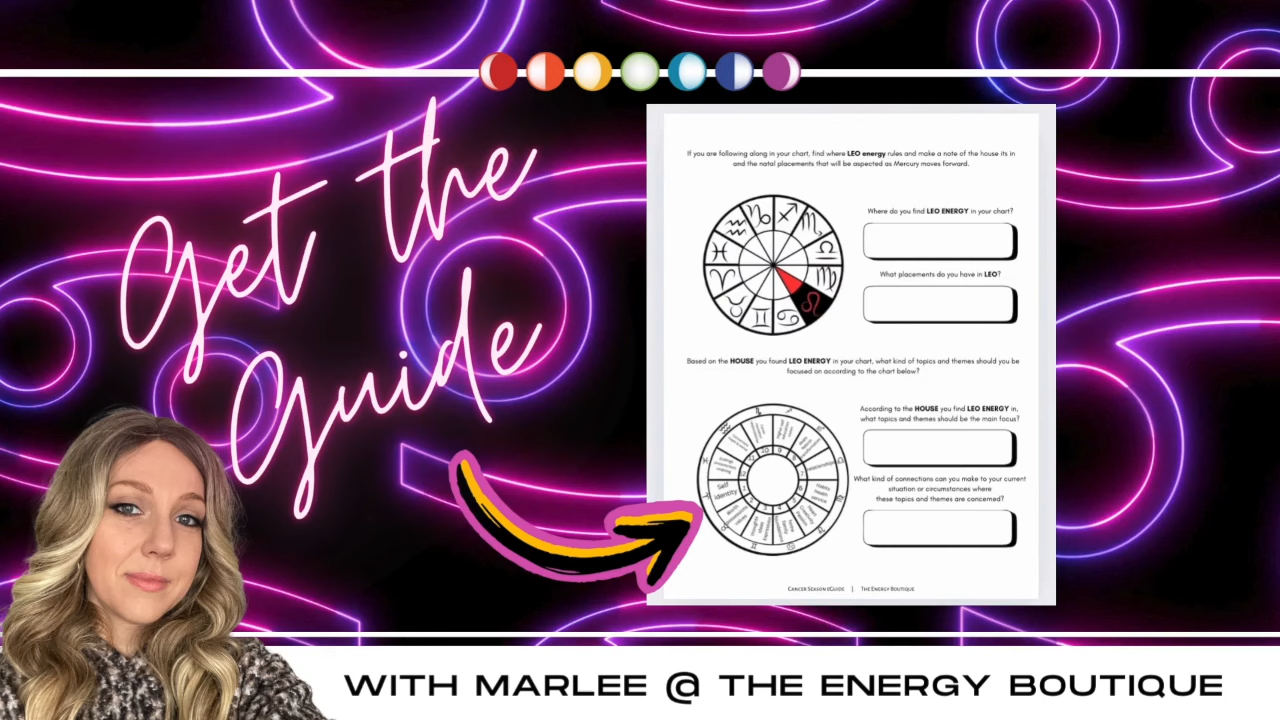 Get the
Guide
If you are following along in your chart, find where LEO energy rules and make a note of the house its in
and the natal placements that will be aspected as Mercury moves forward.
Where do you find LEO ENERGY in your chart?
What placements do you have in LEO?
Based on the HOUSE you found LEO ENERGY in your chart, what kind of topics and themes should you be
focused on according to the chart below?
According to the HOUSE you find LEO ENERGY in,
what topics and themes should be the main focus?
Self
Identity
Habits
health
service
What kind of connections can you make to your current
situation or circumstances where
these topics and themes are concerned?
CANCER SEASON I/GUIDE | THE ENERGY BOUTIQUE
WITH MARLEE @ THE ENERGY BOUTIQUE